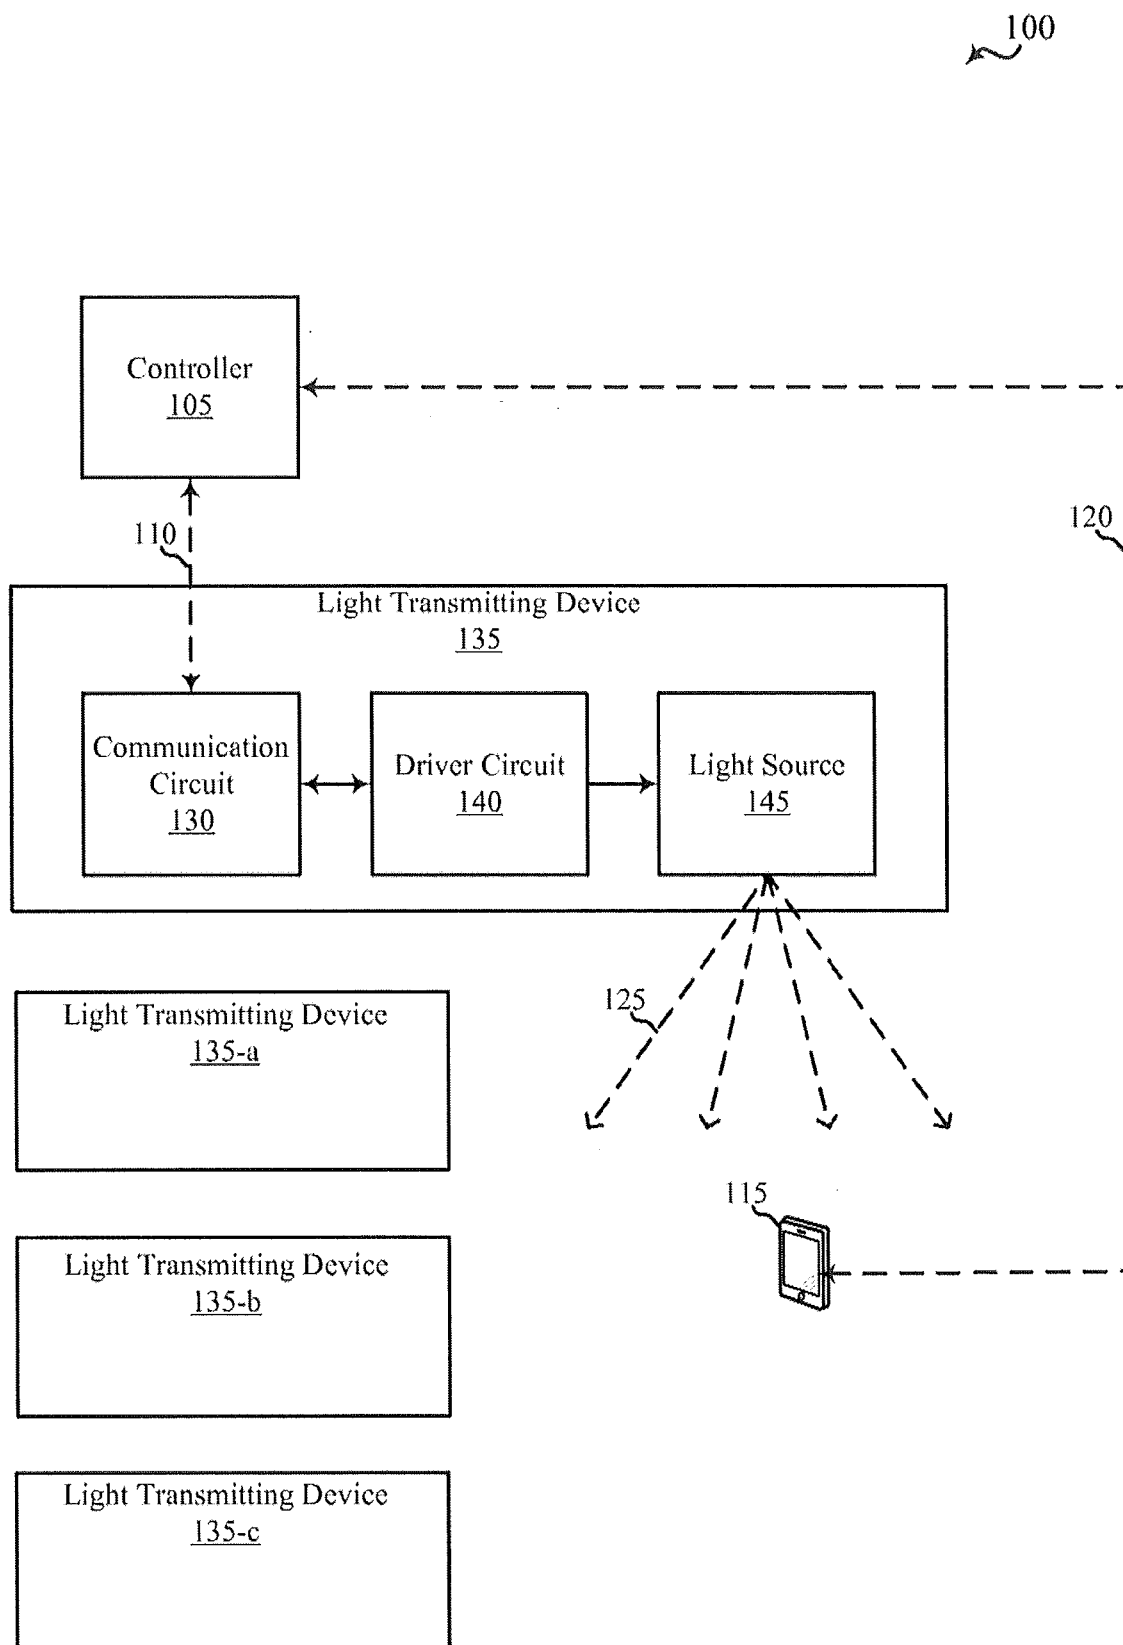 100
Controller
105
110
120
Light Transmitting Device
135
Communication
Circuit
130
Driver Circuit
140
Light Source
145
125
Light Transmitting Device
135-a
115
Light Transmitting Device
135-b
Light Transmitting Device
135-c